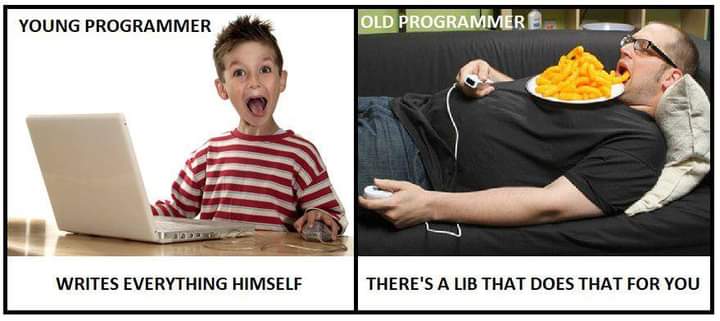 YOUNG PROGRAMMER
OLD PROGRAMMER
WRITES EVERYTHING HIMSELF
THERE'S A LIB THAT DOES THAT FOR YOU